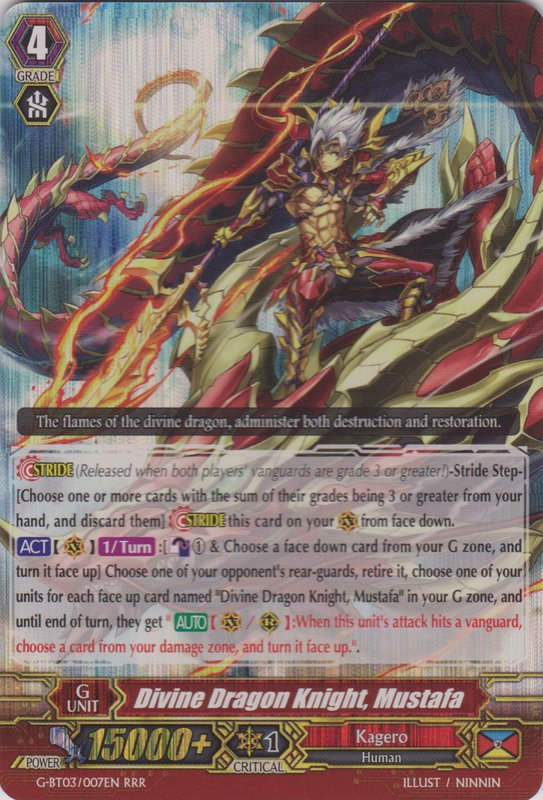 4
GRADE
The flames of the divine dragon, administer both destruction and restoration.
STRIDE (Released when both players' vanguards are grade 3 or greater!)-Stride Step-
[Choose one or more cards with the sum of their grades being 3 or greater from your
hand, and discard them] STRIDE this card on your from face down.
ACT【 】1/Turn :[ ① & Choose a face down card from your G zone, and
turn it face up] Choose one of your opponent's rear-guards, retire it, choose one of your
units for each face up card named "Divine Dragon Knight, Mustafa" in your G zone, and
until end of turn, they get " AUTO【 / 】:When this unit's attack hits a vanguard,
choose a card from your damage zone, and turn it face up.".
G UNIT
Divine Dragon Knight, Mustafa
POWER 15000+
1
CRITICAL
Kagero
Human
G-BT03/007EN RRR
ILLUST / NINNIN